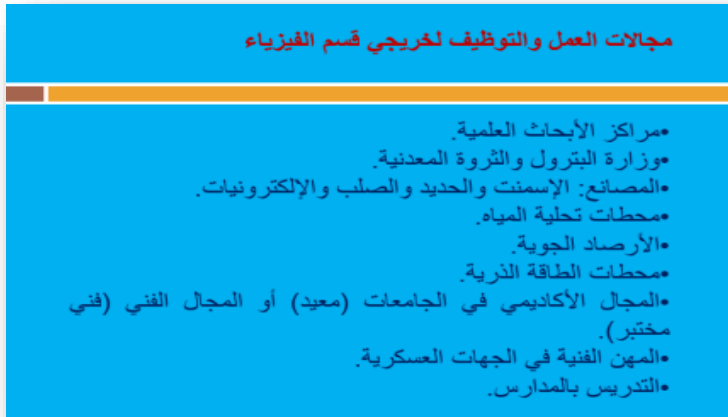 مجالات العمل والتوظيف لخريجي قسم الفيزياء
•مراكز الأبحاث العلمية.
•وزارة البترول والثروة المعدنية.
•المصانع: الإسمنت والحديد والصلب والإلكترونيات.
•محطات تحلية المياه.
•الأرصاد الجوية.
•محطات الطاقة الذرية.
•المجال الأكاديمي في الجامعات (معيد) أو المجال الفني (فني
مختبر).
•المهن الفنية في الجهات العسكرية.
•التدريس بالمدارس.